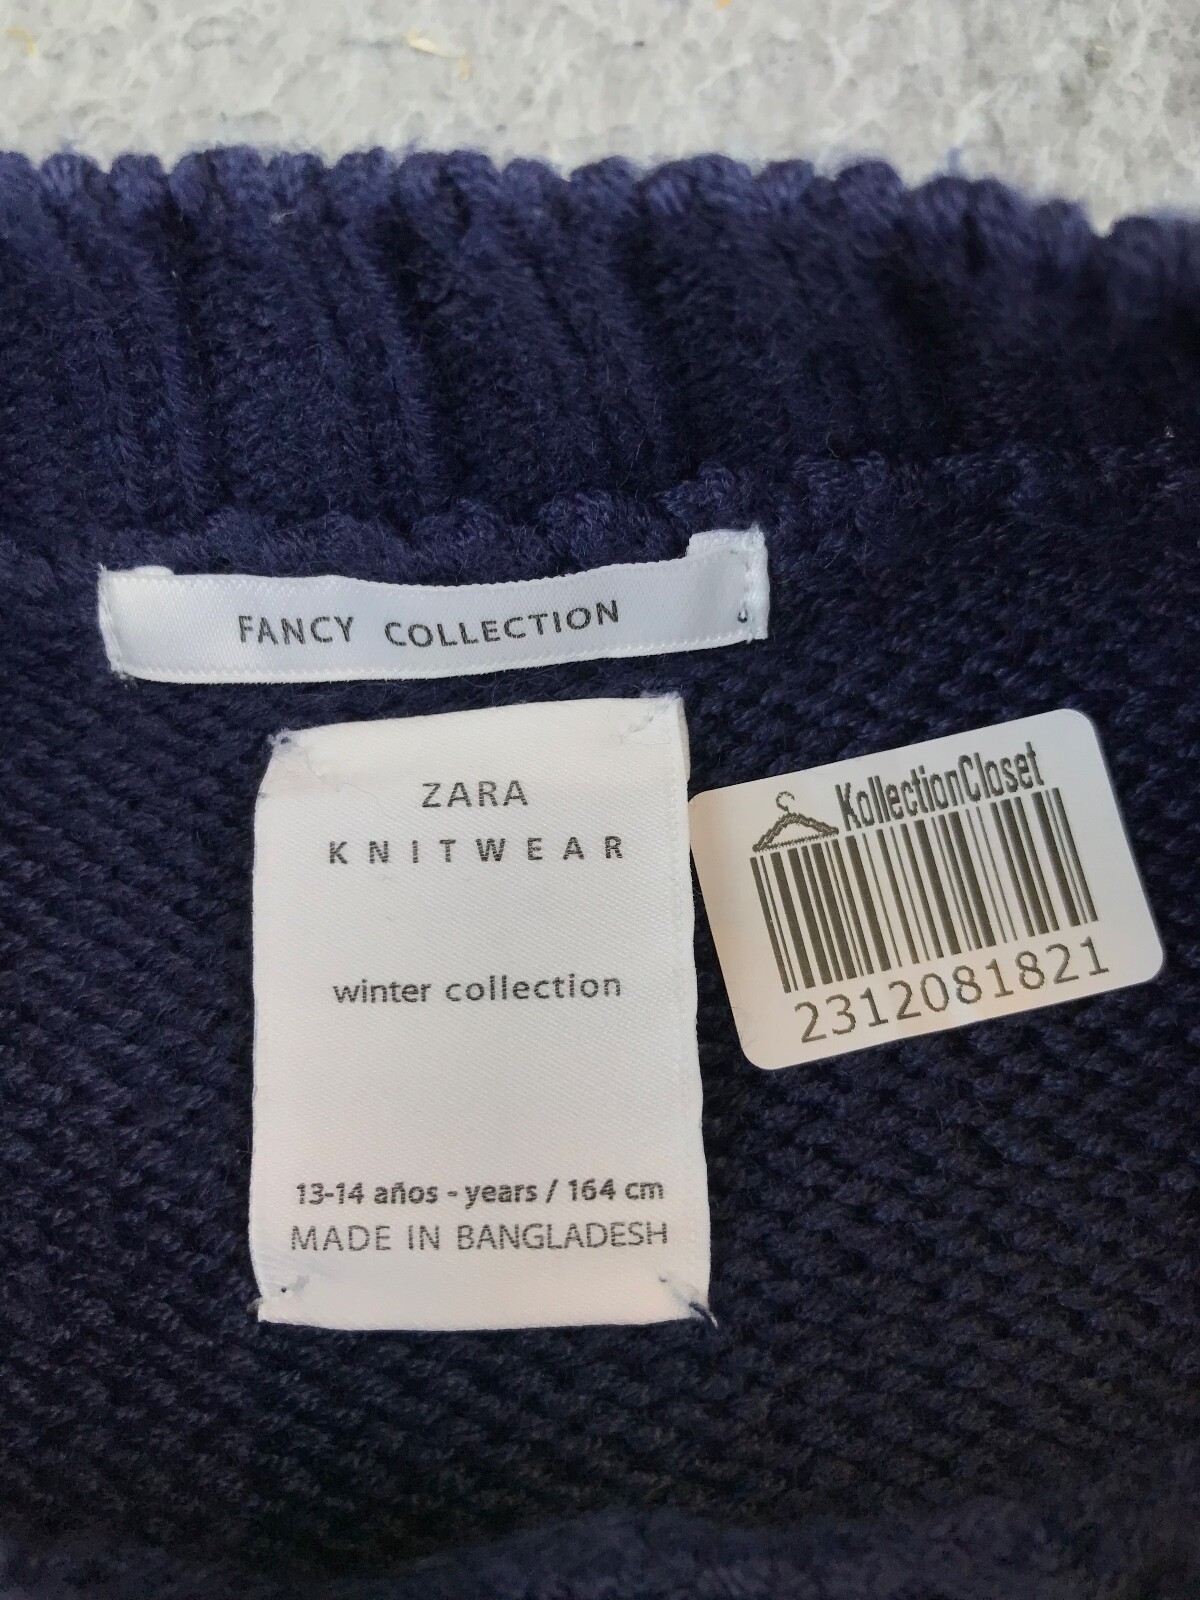 FANCY COLLECTION
ZARA
KNITWEAR
winter collection
13-14 años - years / 164 cm
MADE IN BANGLADESH
KollectionCloset
2312081821